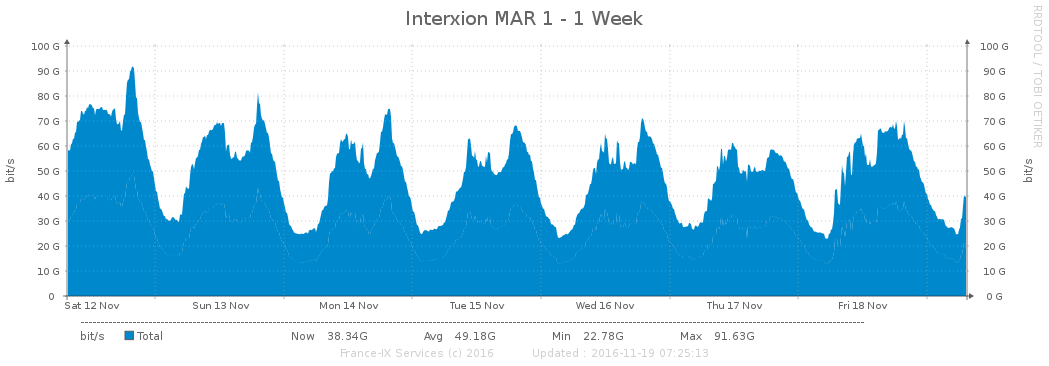 Interxion MAR 1 - 1 Week
RRDTOOL / TOBI OETIKER
bit/s
bit/s
100 G 100 G
90 G 90 G
80 G 80 G
70 G 70 G
60 G 60 G
50 G 50 G
40 G 40 G
30 G 30 G
20 G 20 G
10 G 10 G
0 0 G
Sat 12 Nov Sun 13 Nov Mon 14 Nov Tue 15 Nov Wed 16 Nov Thu 17 Nov Fri 18 Nov
bit/s Total Now 38.34G Avg 49.18G Min 22.78G Max 91.63G
France-IX Services (c) 2016 Updated : 2016-11-19 07:25:13